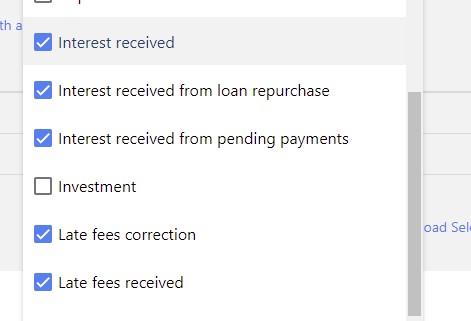 th a
Interest received
Interest received from loan repurchase
Interest received from pending payments
Investment
Late fees correction
oad Sele
Late fees received